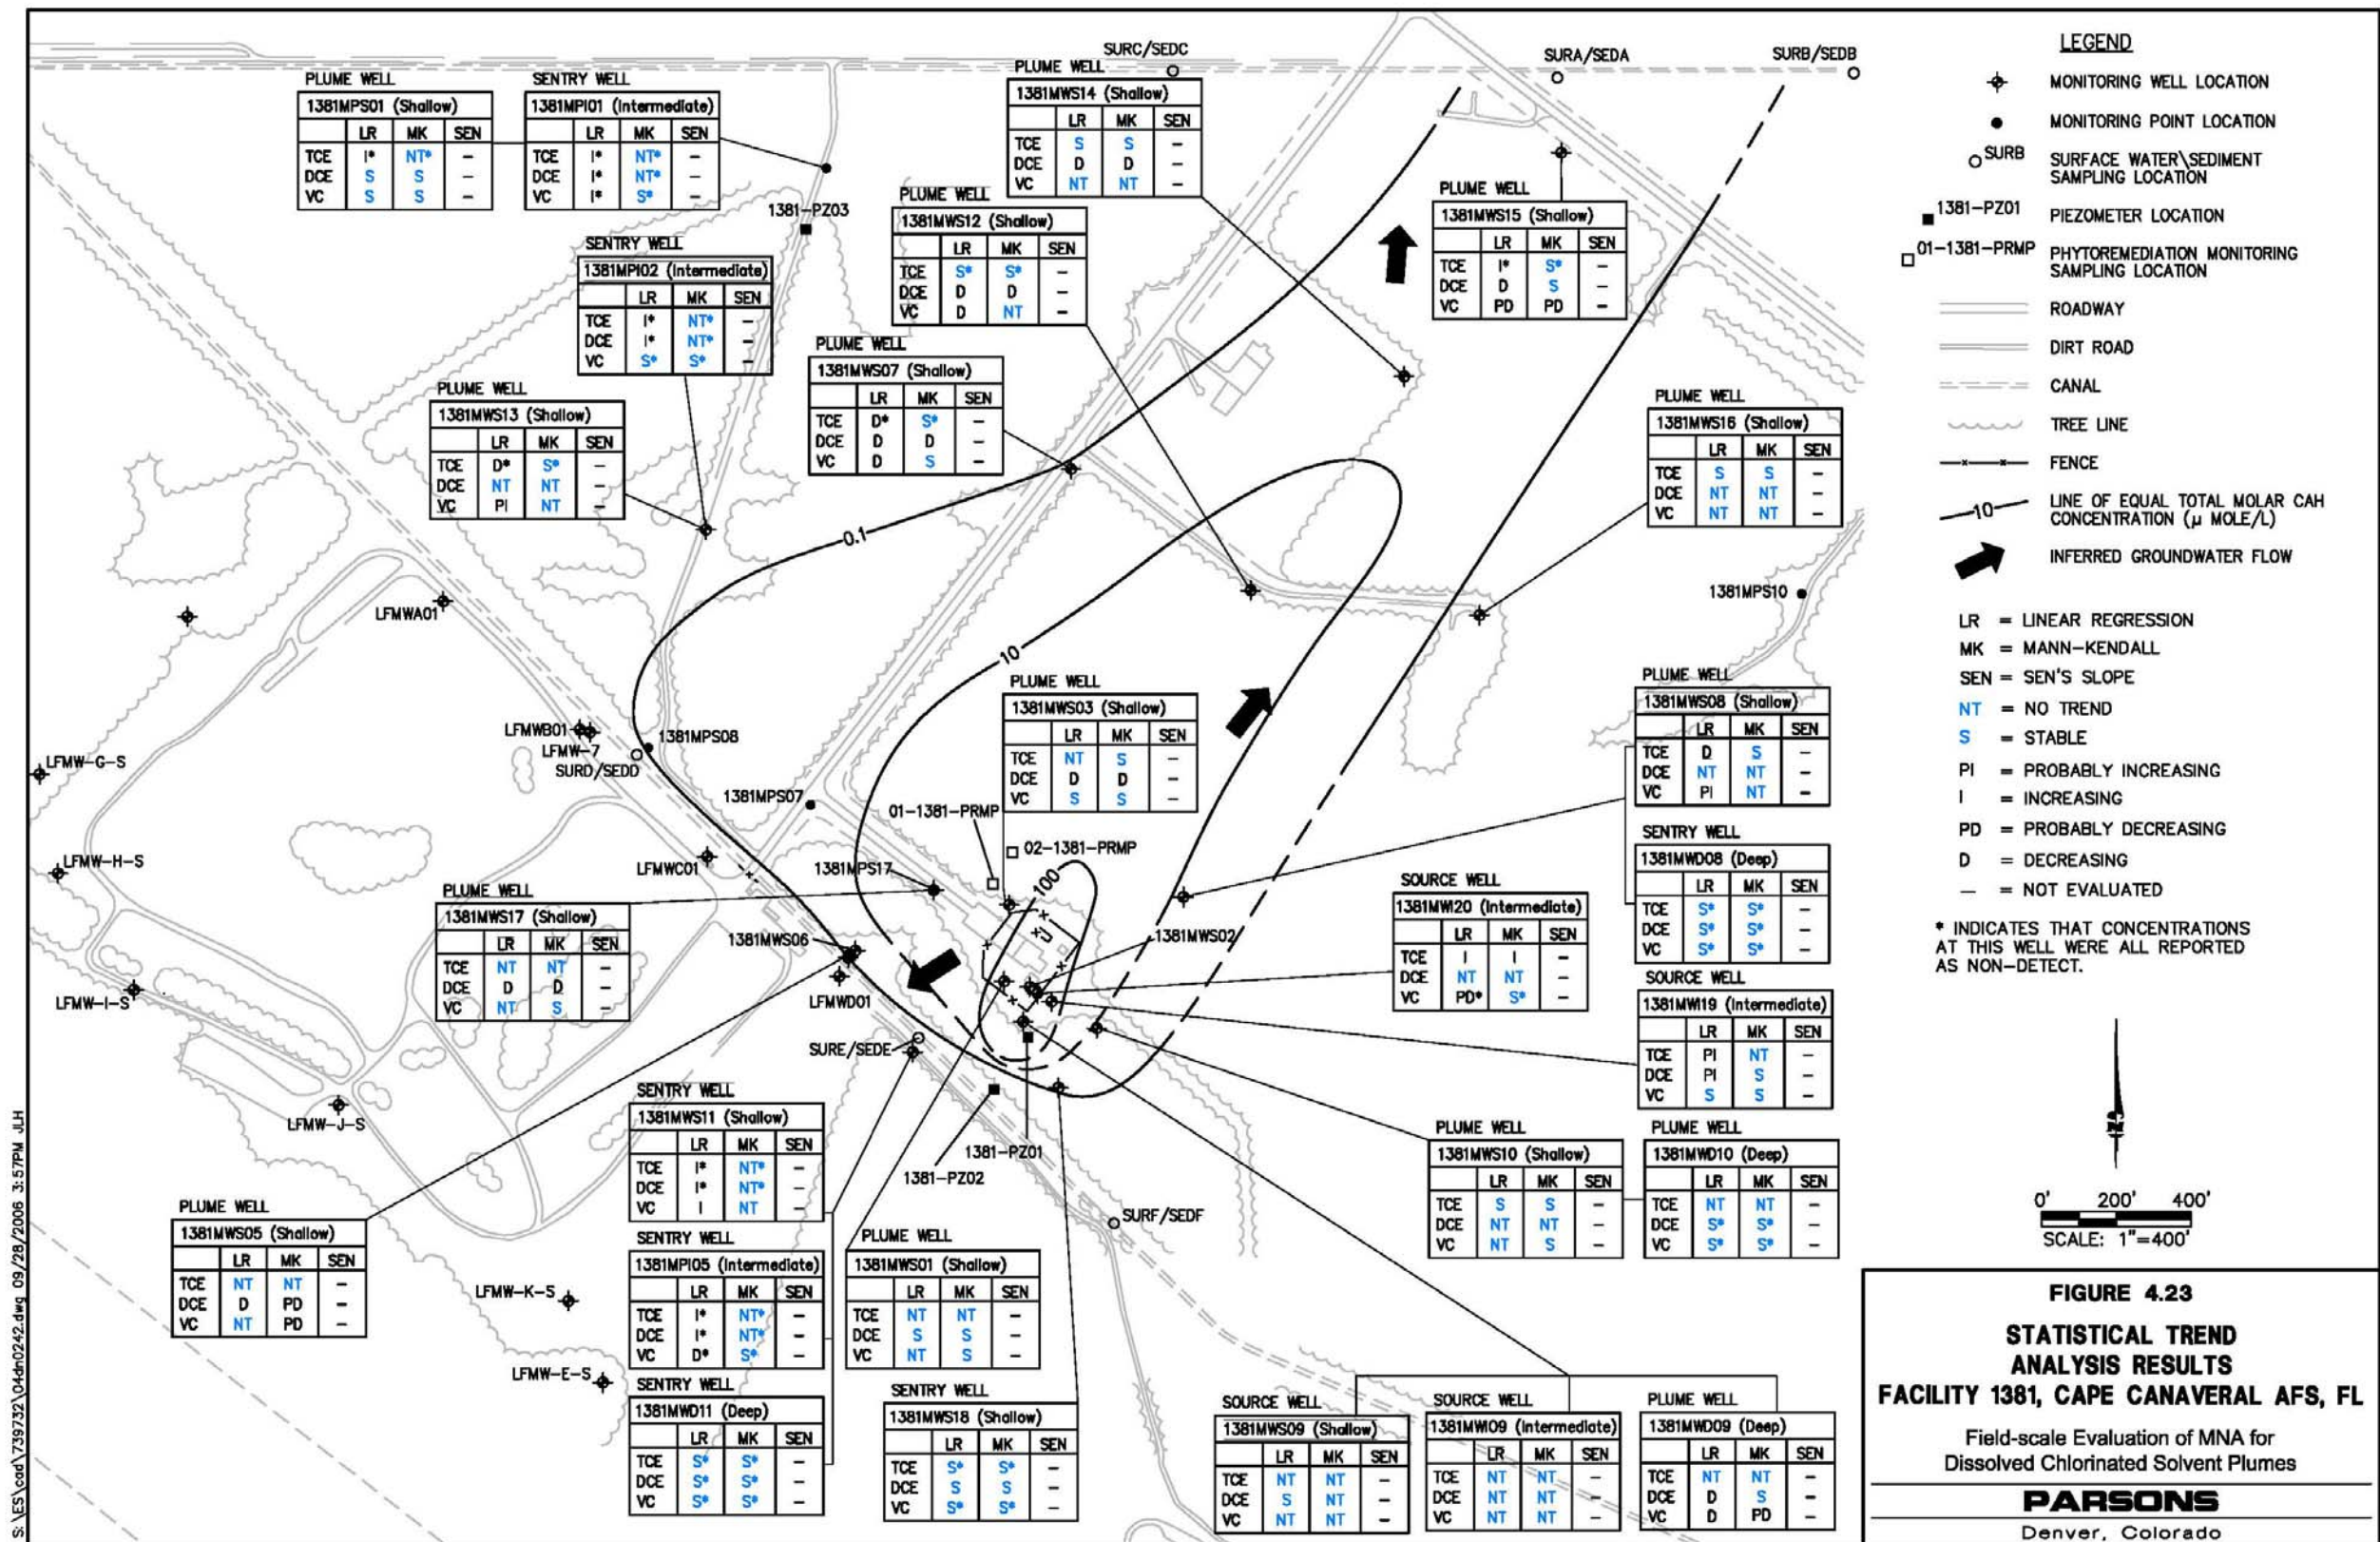 SURC/SEDC
SURA/SEDA
SURB/SEDB
PLUME WELL
1381MPS01 (Shallow)
LR MK SEN
TCE I* NT* –
DCE S S –
VC S S –
SENTRY WELL
1381MPI01 (Intermediate)
LR MK SEN
TCE I* NT* –
DCE I* NT* –
VC I* S* –
1381-PZ03
PLUME WELL
1381MWS14 (Shallow)
LR MK SEN
TCE S S –
DCE D D –
VC NT NT –
PLUME WELL
1381MWS12 (Shallow)
LR MK SEN
TCE S* S* –
DCE D D –
VC D NT –
PLUME WELL
1381MWS15 (Shallow)
LR MK SEN
TCE I* S* –
DCE D S –
VC PD PD –
SENTRY WELL
1381MPI02 (Intermediate)
LR MK SEN
TCE I* NT* –
DCE I* NT* –
VC S* S* –
PLUME WELL
1381MWS07 (Shallow)
LR MK SEN
TCE D* S* –
DCE D D –
VC D S –
PLUME WELL
1381MWS13 (Shallow)
LR MK SEN
TCE D* S* –
DCE NT NT –
VC PI NT –
PLUME WELL
1381MWS16 (Shallow)
LR MK SEN
TCE S S –
DCE NT NT –
VC NT NT –
0.1
10
100
LFMWA01
1381MPS10
LFMWB01
LFMW-7
SURD/SEDD
1381MPS08
LFMW-G-S
1381MPS07
PLUME WELL
1381MWS03 (Shallow)
LR MK SEN
TCE NT S –
DCE D D –
VC S S –
01-1381-PRMP
02-1381-PRMP
PLUME WELL
1381MWS08 (Shallow)
LR MK SEN
TCE D S –
DCE NT NT –
VC PI NT –
SENTRY WELL
1381MWD08 (Deep)
LR MK SEN
TCE S* S* –
DCE S* S* –
VC S* S* –
LFMW-H-S
LFMWC01
1381MPS17
PLUME WELL
1381MWS17 (Shallow)
LR MK SEN
TCE NT NT –
DCE D D –
VC NT S –
1381MWS06
1381MWS02
SOURCE WELL
1381MWI20 (Intermediate)
LR MK SEN
TCE I I –
DCE NT NT –
VC PD* S* –
SOURCE WELL
1381MWI19 (Intermediate)
LR MK SEN
TCE PI NT –
DCE PI S –
VC S S –
LFMW-I-S
LFMWD01
SURE/SEDE
LFMW-J-S
1381-PZ01
1381-PZ02
SURF/SEDF
SENTRY WELL
1381MWS11 (Shallow)
LR MK SEN
TCE I* NT* –
DCE I* NT* –
VC I NT –
PLUME WELL
1381MWS10 (Shallow)
LR MK SEN
TCE S S –
DCE NT NT –
VC NT S –
PLUME WELL
1381MWD10 (Deep)
LR MK SEN
TCE NT NT –
DCE S* S* –
VC S* S* –
PLUME WELL
1381MWS05 (Shallow)
LR MK SEN
TCE NT NT –
DCE D PD –
VC NT PD –
SENTRY WELL
1381MPI05 (Intermediate)
LR MK SEN
TCE I* NT* –
DCE I* NT* –
VC D* S* –
PLUME WELL
1381MWS01 (Shallow)
LR MK SEN
TCE NT NT –
DCE S S –
VC NT S –
LFMW-K-S
LFMW-E-S
SENTRY WELL
1381MWD11 (Deep)
LR MK SEN
TCE S* S* –
DCE S* S* –
VC S* S* –
SENTRY WELL
1381MWS18 (Shallow)
LR MK SEN
TCE S* S* –
DCE S S –
VC S* S* –
SOURCE WELL
1381MWS09 (Shallow)
LR MK SEN
TCE NT NT –
DCE S NT –
VC NT NT –
SOURCE WELL
1381MWI09 (Intermediate)
LR MK SEN
TCE NT NT –
DCE NT NT –
VC NT NT –
PLUME WELL
1381MWD09 (Deep)
LR MK SEN
TCE NT NT –
DCE D S –
VC D PD –
LEGEND
MONITORING WELL LOCATION
MONITORING POINT LOCATION
SURB SURFACE WATER\SEDIMENT
SAMPLING LOCATION
1381-PZ01 PIEZOMETER LOCATION
01-1381-PRMP PHYTOREMEDIATION MONITORING
SAMPLING LOCATION
ROADWAY
DIRT ROAD
CANAL
TREE LINE
FENCE
10 LINE OF EQUAL TOTAL MOLAR CAH
CONCENTRATION (μ MOLE/L)
INFERRED GROUNDWATER FLOW
LR = LINEAR REGRESSION
MK = MANN-KENDALL
SEN = SEN'S SLOPE
NT = NO TREND
S = STABLE
PI = PROBABLY INCREASING
I = INCREASING
PD = PROBABLY DECREASING
D = DECREASING
– = NOT EVALUATED
* INDICATES THAT CONCENTRATIONS
AT THIS WELL WERE ALL REPORTED
AS NON-DETECT.
0' 200' 400'
SCALE: 1"=400'
FIGURE 4.23
STATISTICAL TREND
ANALYSIS RESULTS
FACILITY 1381, CAPE CANAVERAL AFS, FL
Field-scale Evaluation of MNA for
Dissolved Chlorinated Solvent Plumes
PARSONS
Denver, Colorado
S:\ES\cad\739732\04dn0242.dwg 09/28/2006 3:57PM JLH